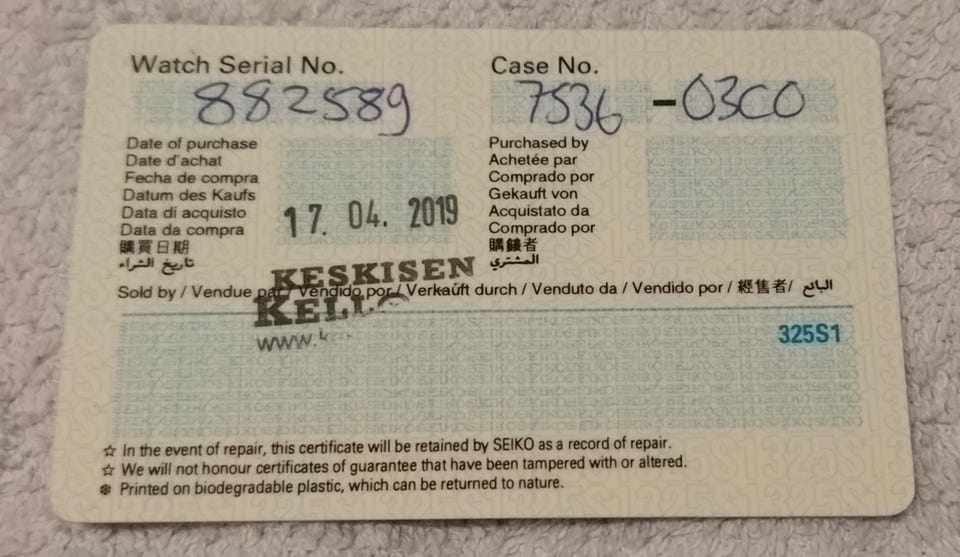 Watch Serial No.
882589
Case No.
7S36 - 03C0
Date of purchase
Date d'achat
Fecha de compra
Datum des Kaufs
Data di acquisto
Data da compra
購買日期
تاريخ الشراء
17. 04. 2019
Purchased by
Achetée par
Comprado por
Gekauft von
Acquistato da
Comprado por
購錶者
المشتري
KESKISEN
Sold by / Vendue par / Vendido por / Verkauft durch / Venduto da / Vendido por / 經售者 / البائع
KELLO
www.
325S1
☆ In the event of repair, this certificate will be retained by SEIKO as a record of repair.
☆ We will not honour certificates of guarantee that have been tampered with or altered.
❄ Printed on biodegradable plastic, which can be returned to nature.